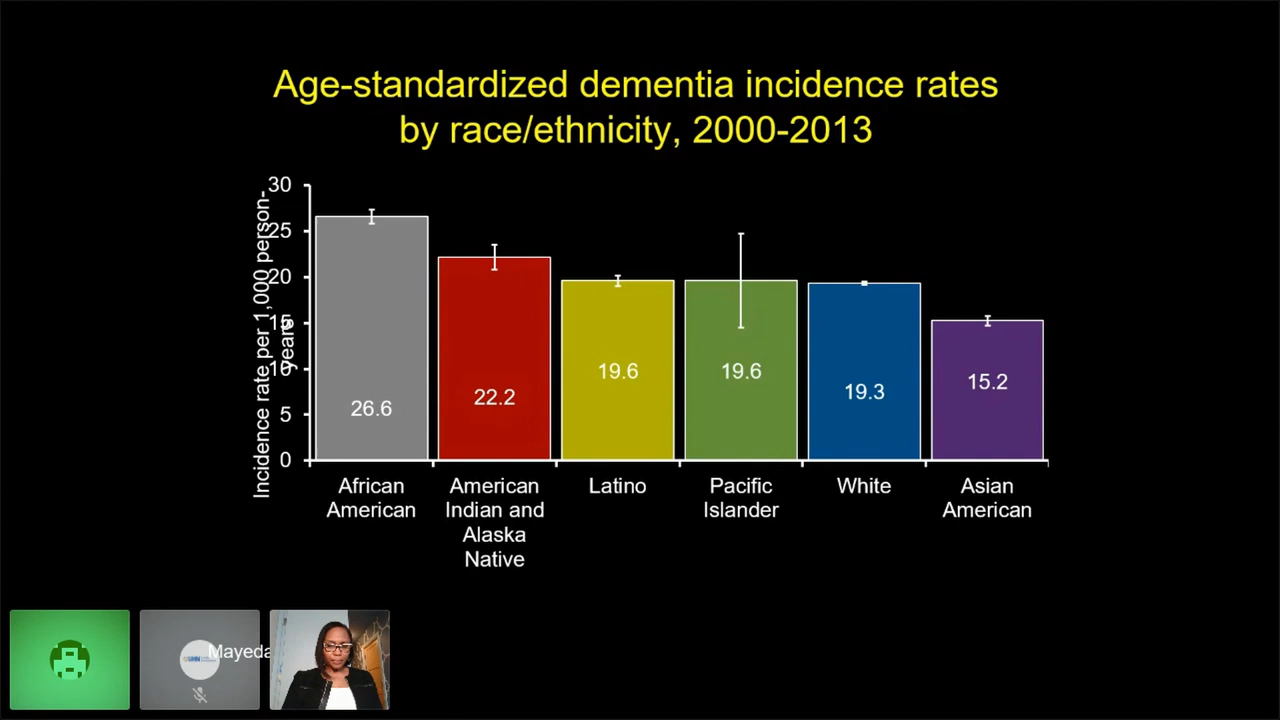 Age-standardized dementia incidence rates
by race/ethnicity, 2000-2013
Incidence rate per 1,000 person-
years
30
25
20
15
10
5
0
26.6
22.2
19.6
19.6
19.3
15.2
African
American
American
Indian and
Alaska
Native
Latino
Pacific
Islander
White
Asian
American
Mayeda